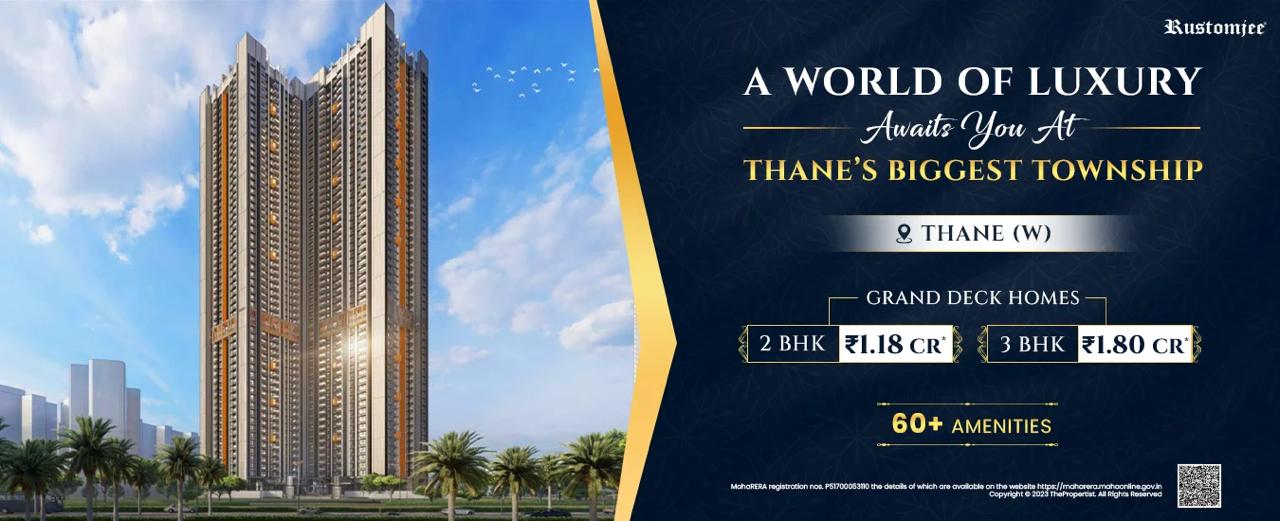 Rustomjee
A WORLD OF LUXURY
Awaits You At
THANE'S BIGGEST TOWNSHIP
THANE (W)
GRAND DECK HOMES
2 BHK ₹1.18 CR*
3 BHK ₹1.80 CR*
60+ AMENITIES
MahaRERA registration nos. P51700053110 the details of which are available on the website https://maharera.mahaonline.gov.in
Copyright © 2023 ThePropertist. All Rights Reserved